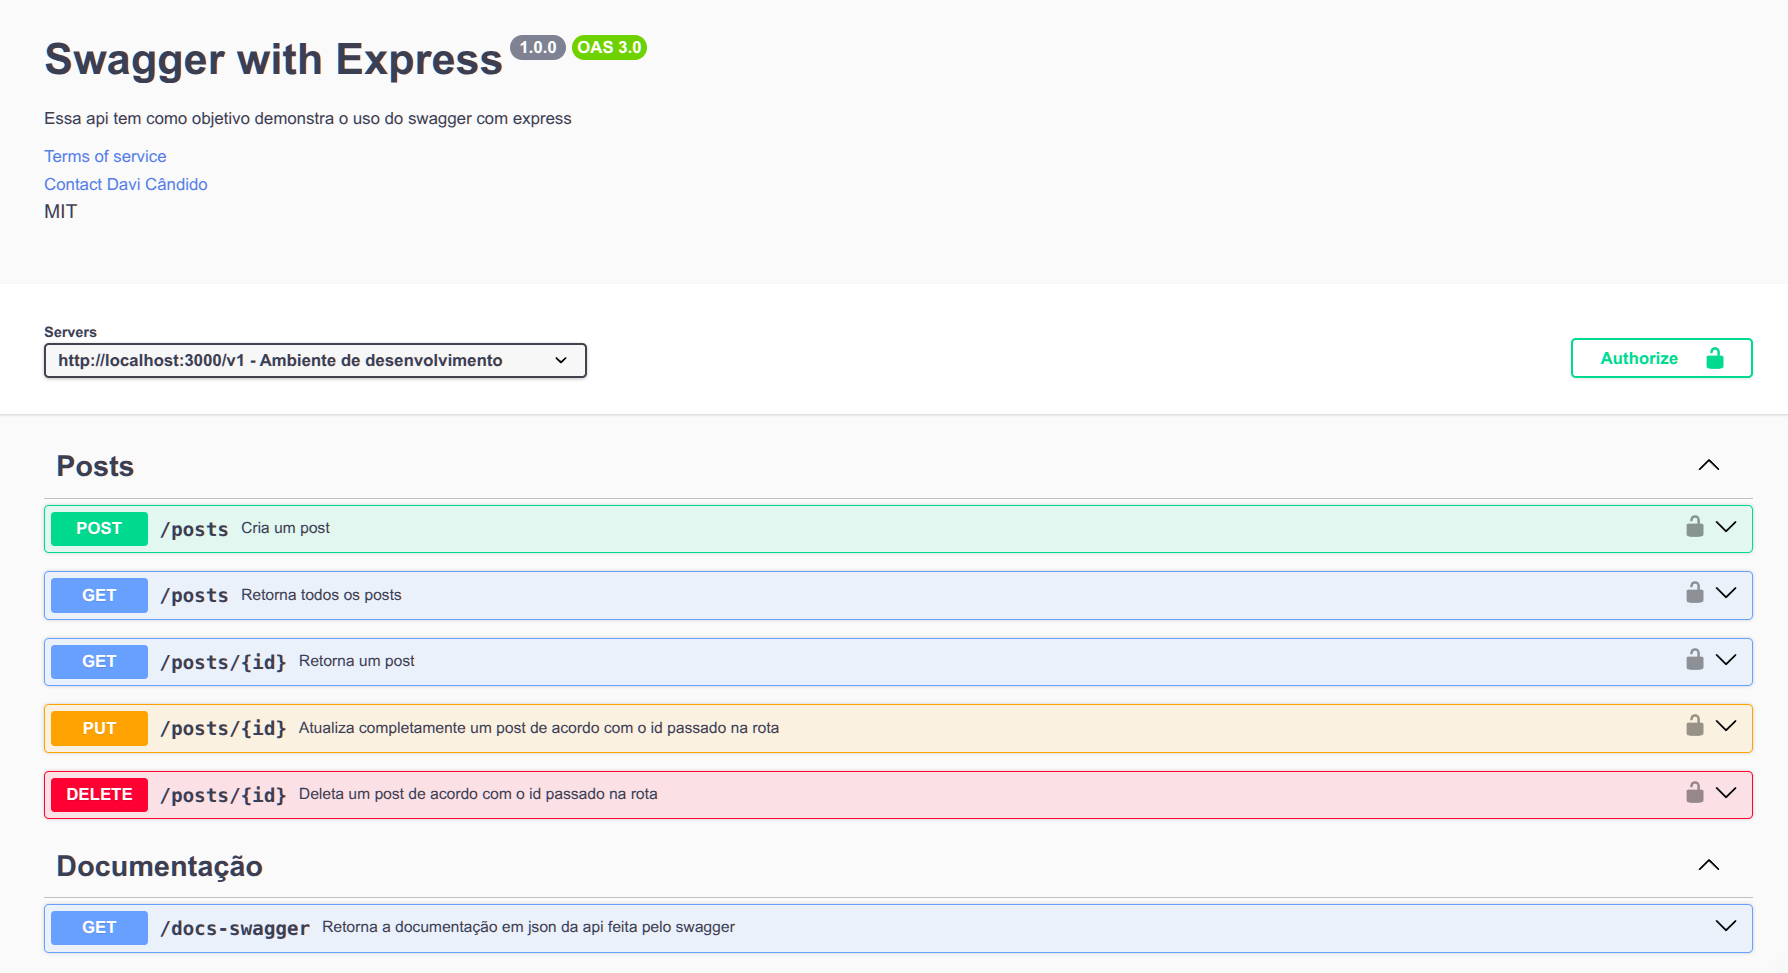 Swagger with Express 1.0.0 OAS 3.0
Essa api tem como objetivo demonstra o uso do swagger com express
Terms of service
Contact Davi Cândido
MIT
Servers
http://localhost:3000/v1 - Ambiente de desenvolvimento
Authorize
Posts
POST /posts Cria um post
GET /posts Retorna todos os posts
GET /posts/{id} Retorna um post
PUT /posts/{id} Atualiza completamente um post de acordo com o id passado na rota
DELETE /posts/{id} Deleta um post de acordo com o id passado na rota
Documentação
GET /docs-swagger Retorna a documentação em json da api feita pelo swagger